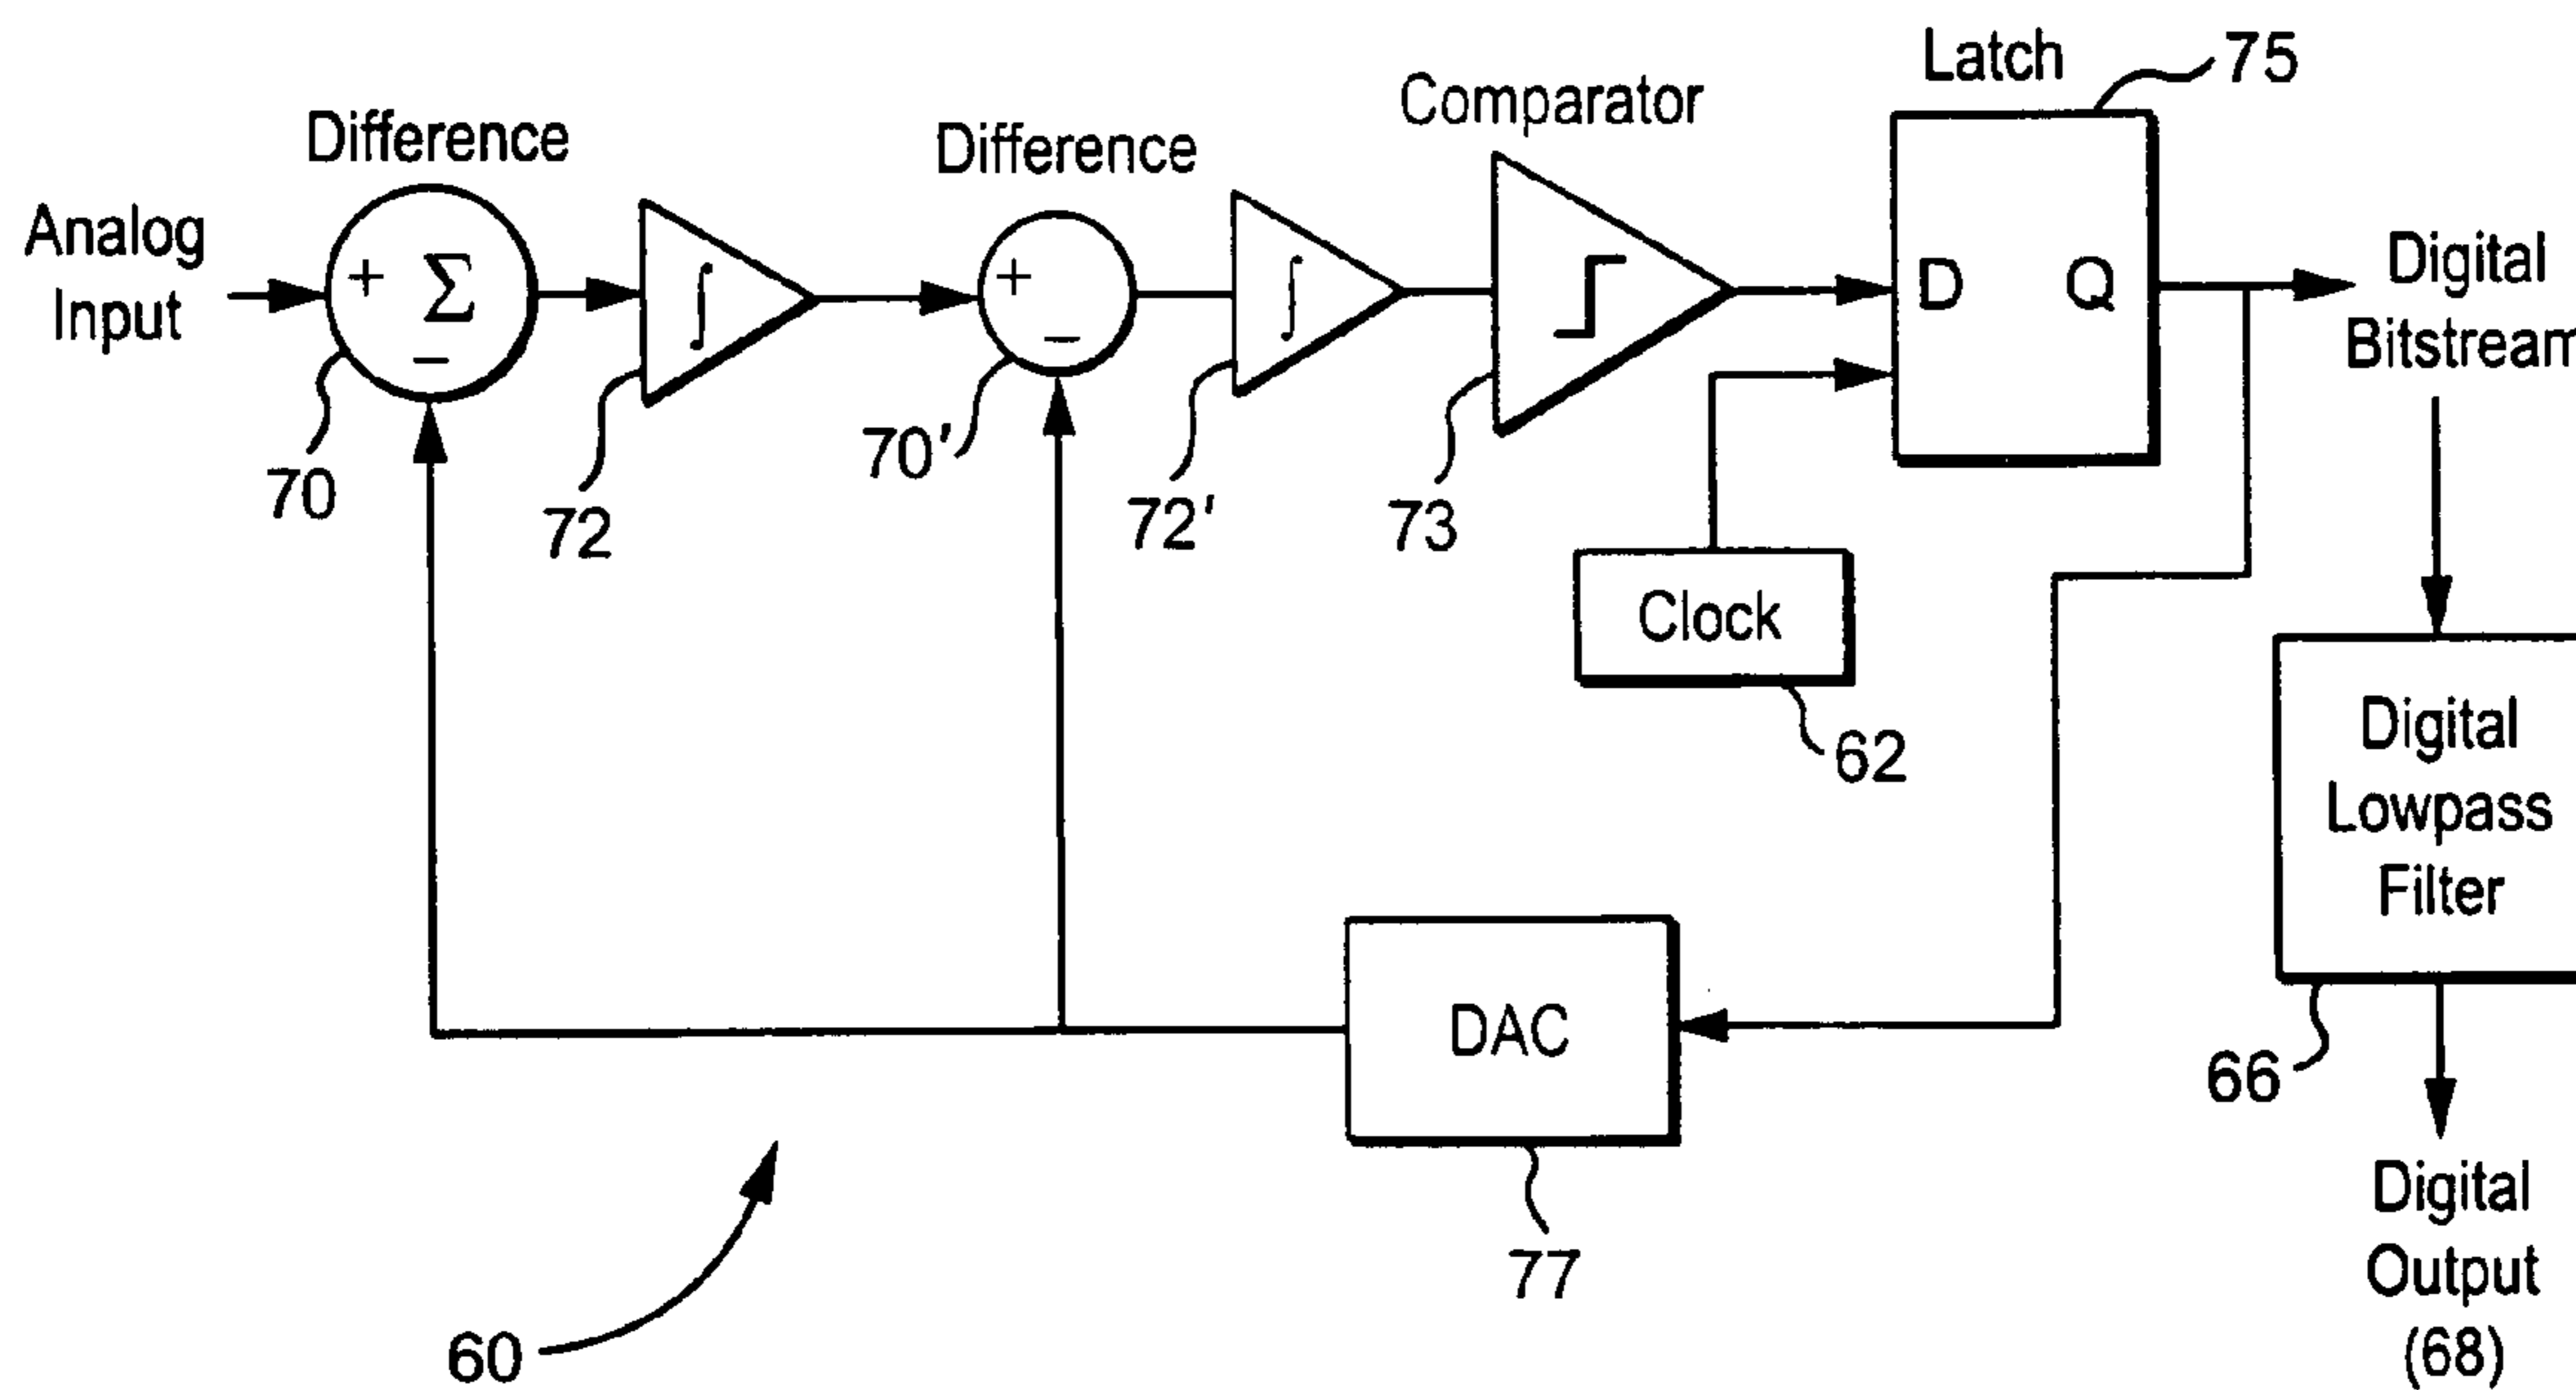 Latch
75
Comparator
Difference
Difference
Analog
Input
+
Σ
−
∫
+
−
∫
D
Q
Digital
Bitstream
70
72
70'
72'
73
Clock
62
Digital
Lowpass
Filter
DAC
66
77
60
Digital
Output
(68)